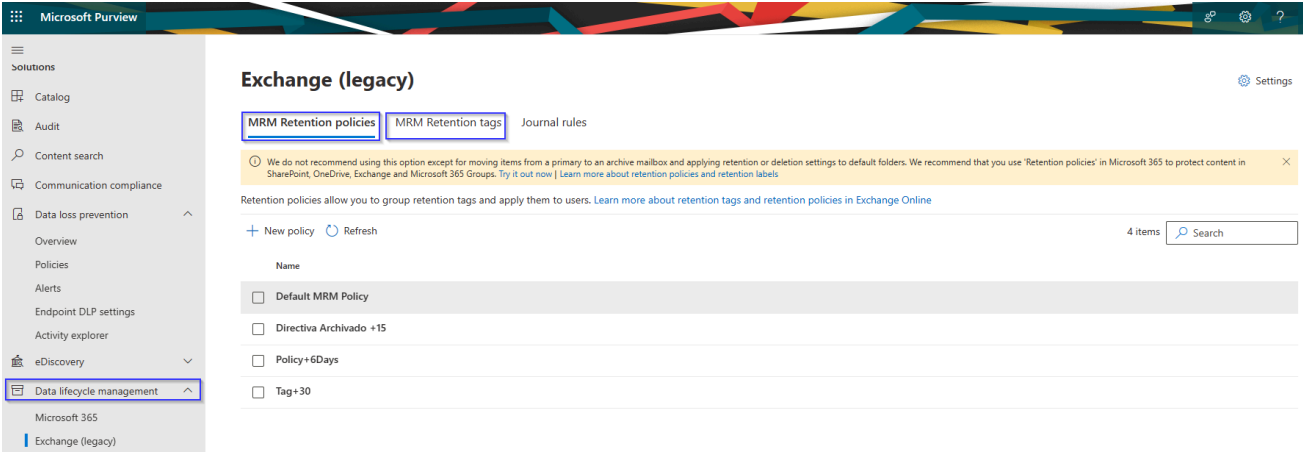 Microsoft Purview
?
Solutions
Catalog
Audit
Content search
Communication compliance
Data loss prevention
Overview
Policies
Alerts
Endpoint DLP settings
Activity explorer
eDiscovery
Data lifecycle management
Microsoft 365
Exchange (legacy)
Exchange (legacy)
Settings
MRM Retention policies MRM Retention tags Journal rules
We do not recommend using this option except for moving items from a primary to an archive mailbox and applying retention or deletion settings to default folders. We recommend that you use 'Retention policies' in Microsoft 365 to protect content in
SharePoint, OneDrive, Exchange and Microsoft 365 Groups. Try it out now | Learn more about retention policies and retention labels
Retention policies allow you to group retention tags and apply them to users. Learn more about retention tags and retention policies in Exchange Online
New policy Refresh 4 items Search
Name
Default MRM Policy
Directiva Archivado +15
Policy+6Days
Tag+30